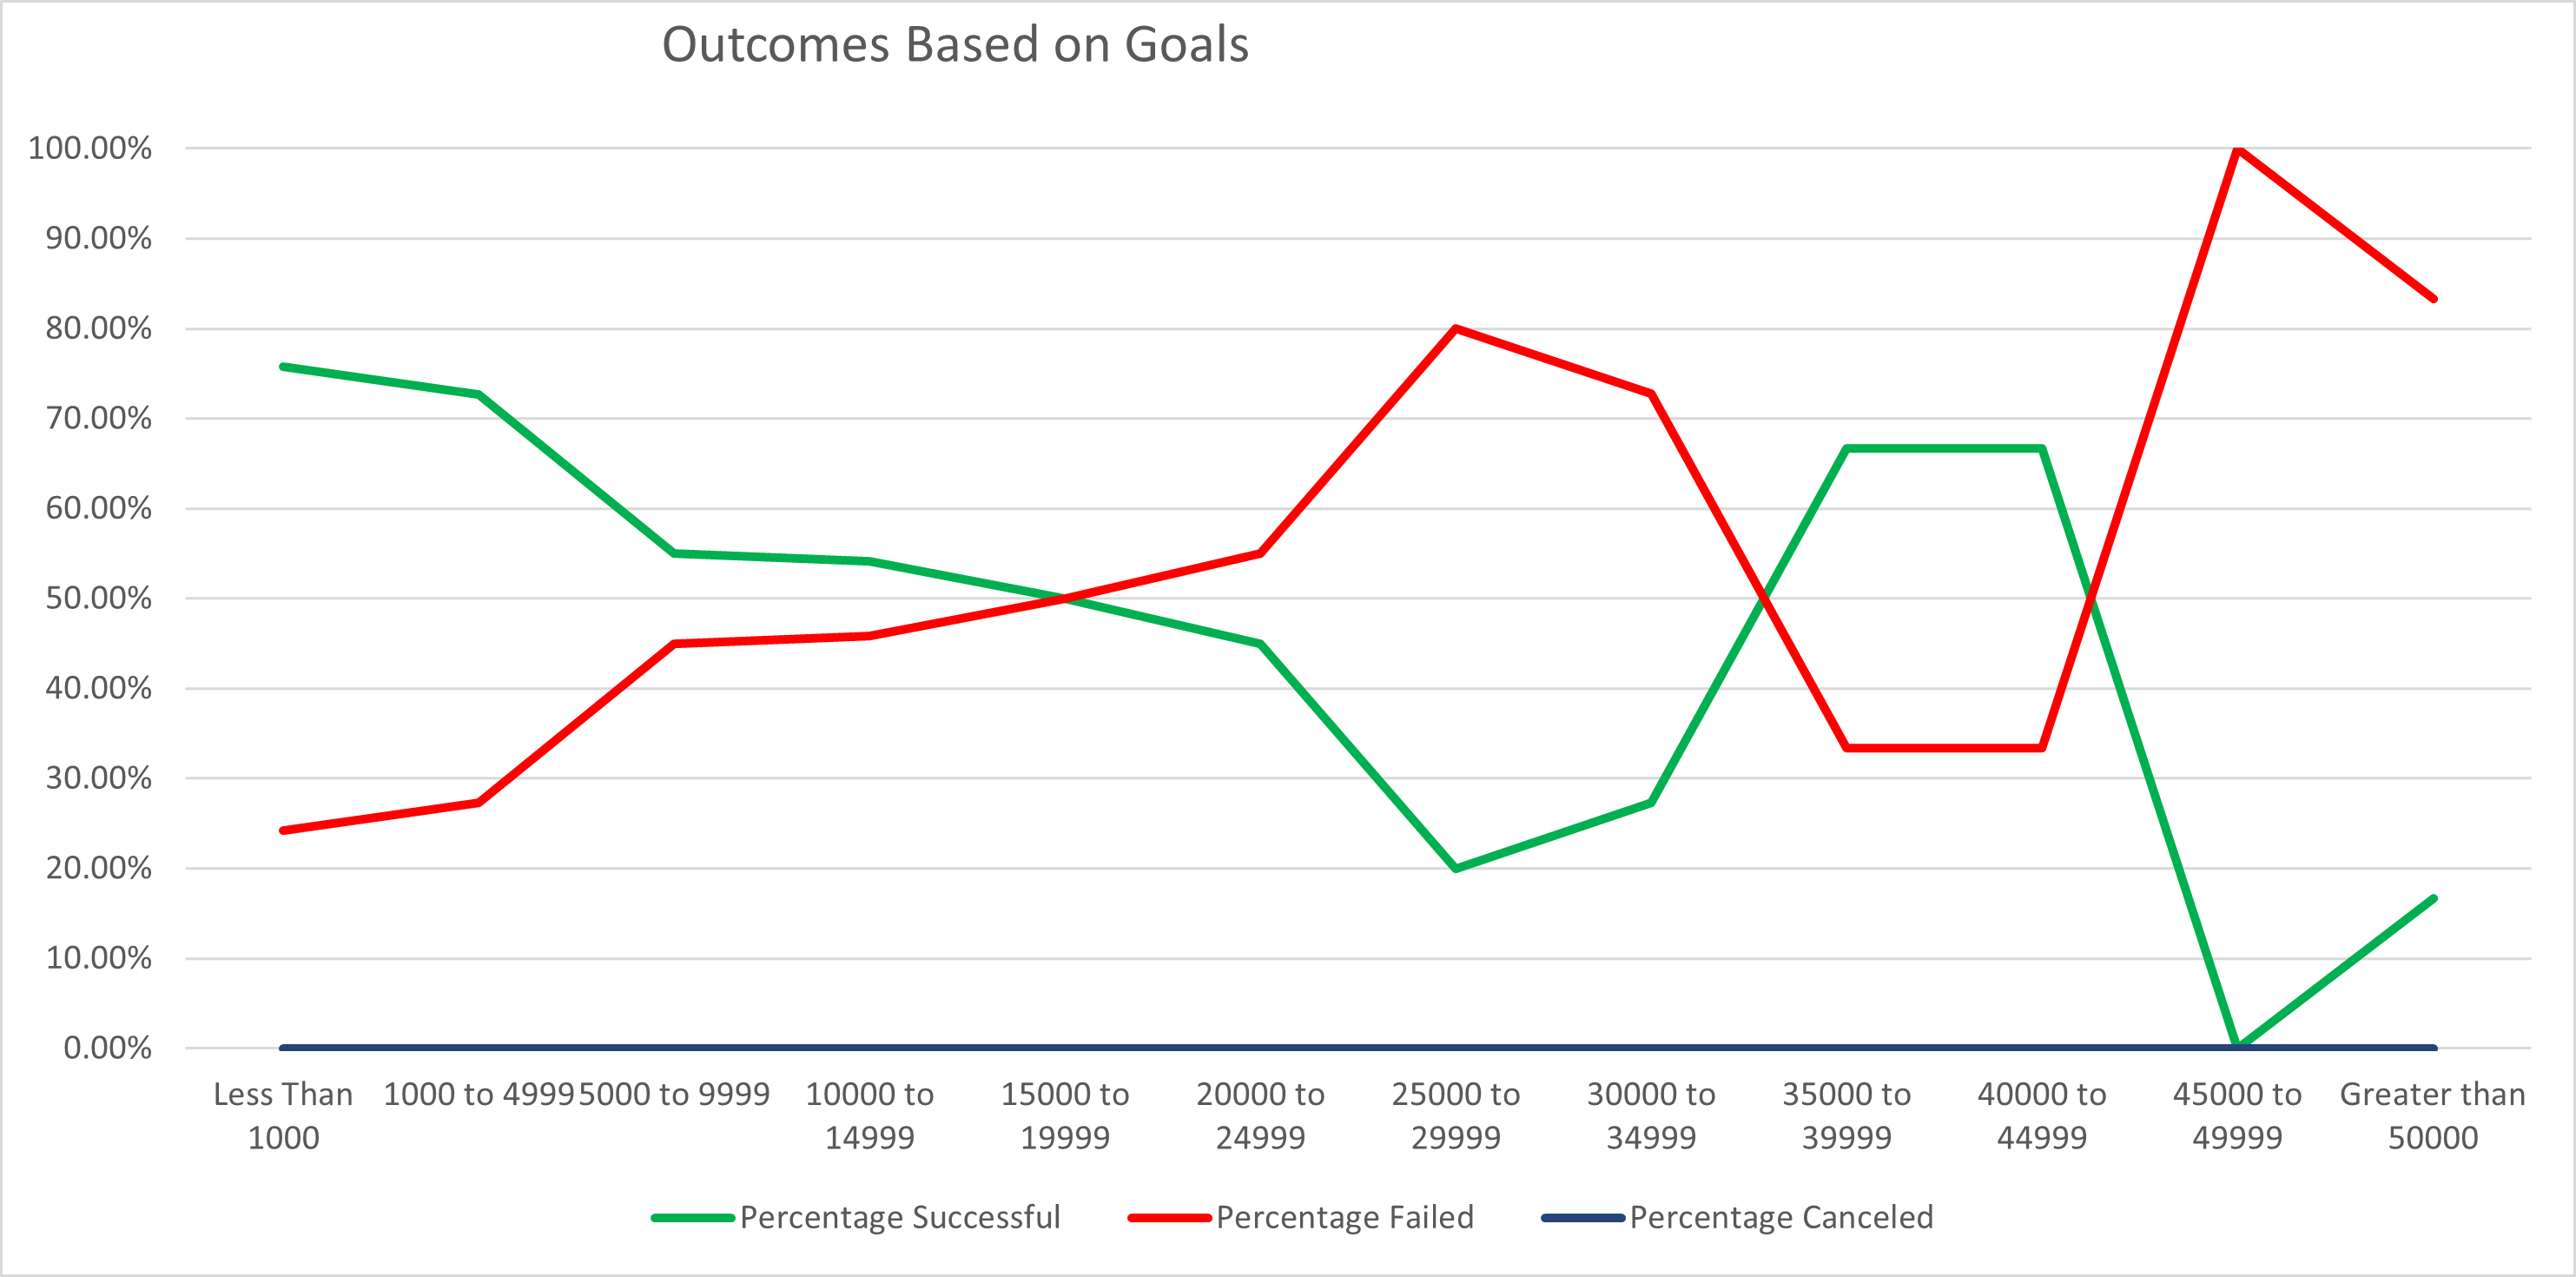 Outcomes Based on Goals
100.00%
90.00%
80.00%
70.00%
60.00%
50.00%
40.00%
30.00%
20.00%
10.00%
0.00%
Less Than
1000
1000 to 4999
5000 to 9999
10000 to
14999
15000 to
19999
20000 to
24999
25000 to
29999
30000 to
34999
35000 to
39999
40000 to
44999
45000 to
49999
Greater than
50000
Percentage Successful
Percentage Failed
Percentage Canceled